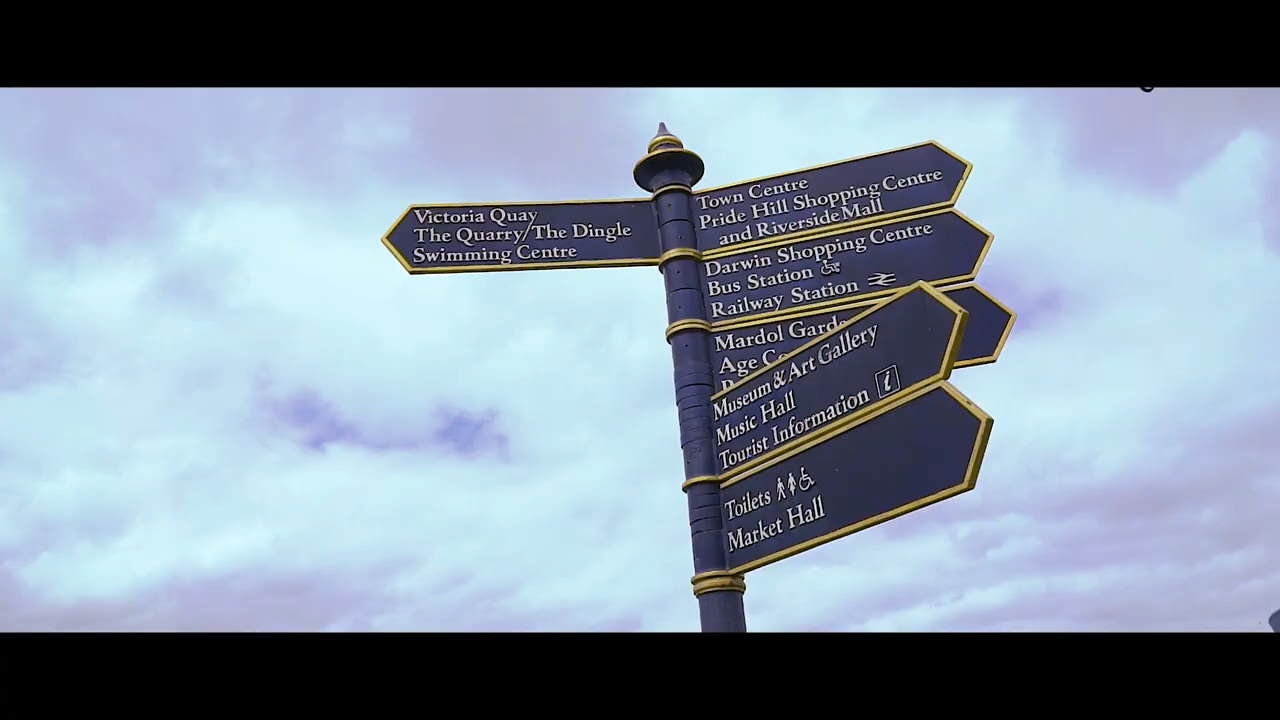 Victoria Quay
The Quarry/The Dingle
Swimming Centre
Town Centre
Pride Hill Shopping Centre
and Riverside Mall
Darwin Shopping Centre
Bus Station
Railway Station
Mardol
Age
Museum & Art Gallery
Music Hall
Tourist Information i
Toilets
Market Hall